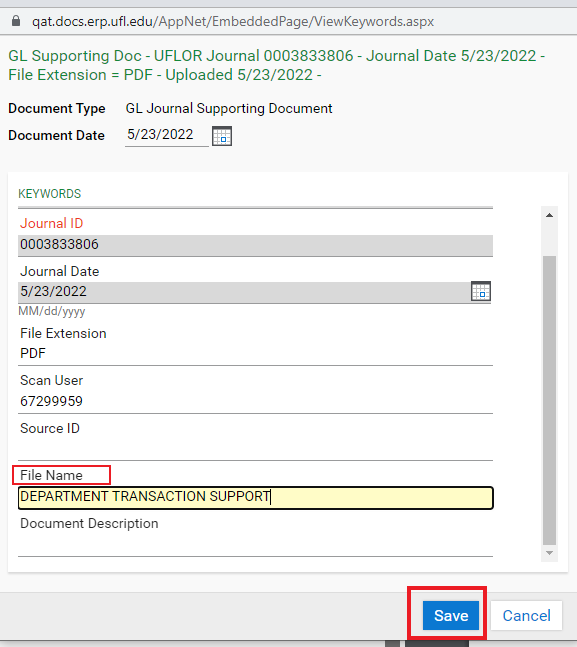 qat.docs.erp.ufl.edu/AppNet/EmbeddedPage/ViewKeywords.aspx
GL Supporting Doc - UFLOR Journal 0003833806 - Journal Date 5/23/2022 -
File Extension = PDF - Uploaded 5/23/2022 -
Document Type GL Journal Supporting Document
Document Date 5/23/2022
KEYWORDS
Journal ID
0003833806
Journal Date
5/23/2022
MM/dd/yyyy
File Extension
PDF
Scan User
67299959
Source ID
File Name
DEPARTMENT TRANSACTION SUPPORT
Document Description
Save Cancel